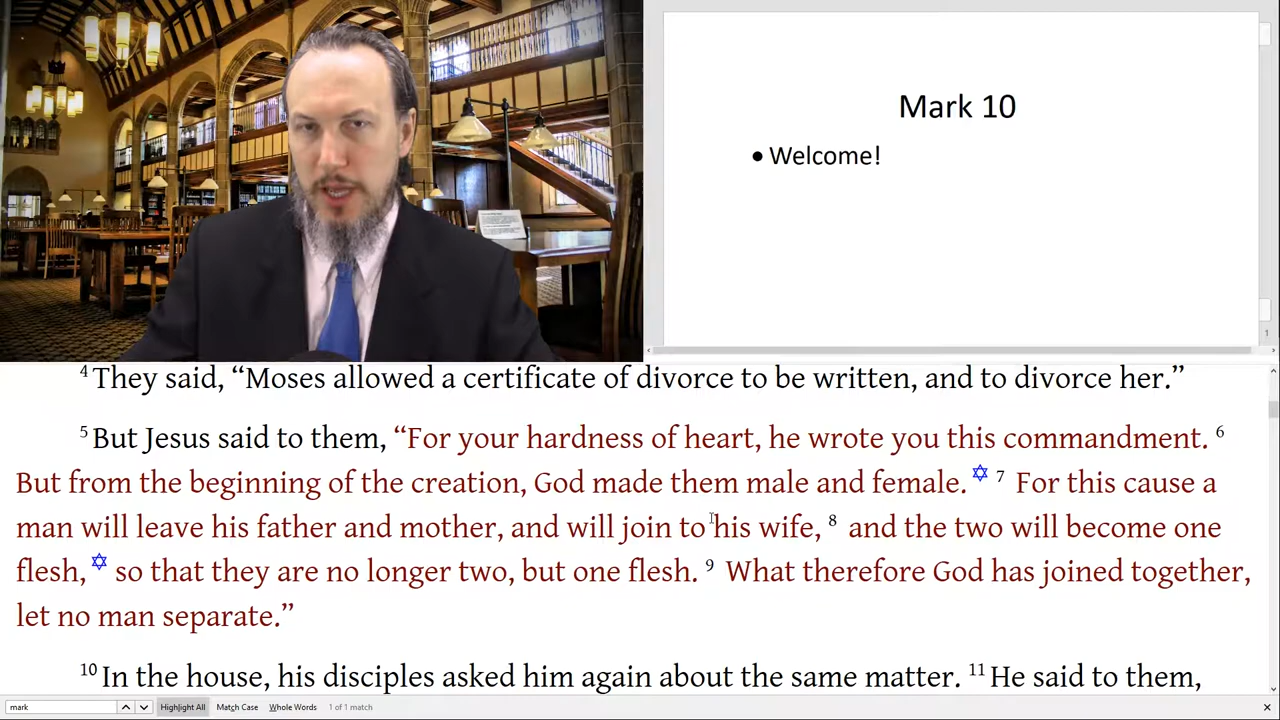 Mark 10
• Welcome!
1
4 They said, “Moses allowed a certificate of divorce to be written, and to divorce her.”
5 But Jesus said to them, “For your hardness of heart, he wrote you this commandment. 6
But from the beginning of the creation, God made them male and female.✡ 7 For this cause a
man will leave his father and mother, and will join to his wife, 8 and the two will become one
flesh,✡ so that they are no longer two, but one flesh. 9 What therefore God has joined together,
let no man separate.”
10 In the house, his disciples asked him again about the same matter. 11 He said to them,
mark Highlight All Match Case Whole Words 1 of 1 match